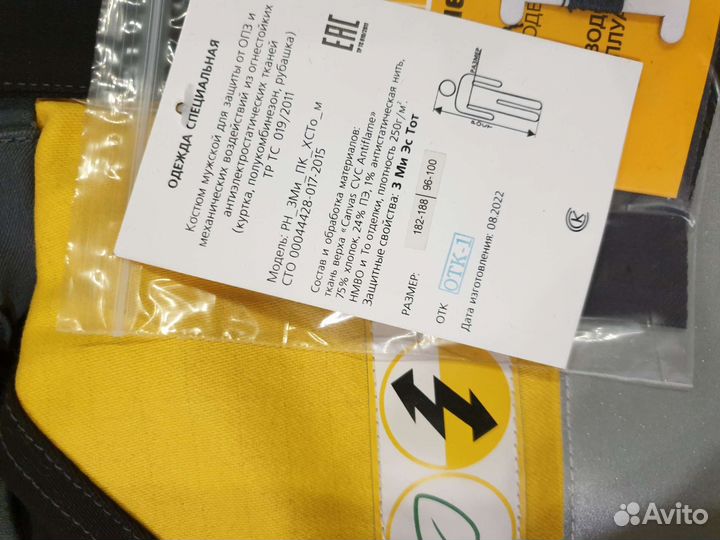 ОДЕЖДА СПЕЦИАЛЬНАЯ
Костюм мужской для защиты от ОПЗ и
механических воздействий из огнестойких
антиэлектростатических тканей
(куртка, полукомбинезон, рубашка)
ТР ТС 019/2011
EAC
Модель: РН_ЗМи_ПК_ХСТо_м
СТО 00044428-017-2015
Состав и обработка материалов:
ткань верха «Canvas CVC Antiflame»
75% хлопок, 24% ПЭ, 1% антистатическая нить,
НМВО и То отделки, плотность 250г/м².
Защитные свойства: З Ми Эс Тот
РАЗМЕР
РОСТ
РАЗМЕР: 182-188 96-100
ОТК ОТК-1
Дата изготовления: 08.2022
Avito